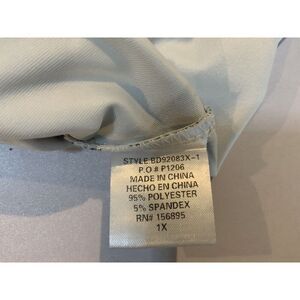 STYLE:BD92083X-1
P.O # P1206
MADE IN CHINA
HECHO EN CHINA
95% POLYESTER
5% SPANDEX
RN# 156895
1X